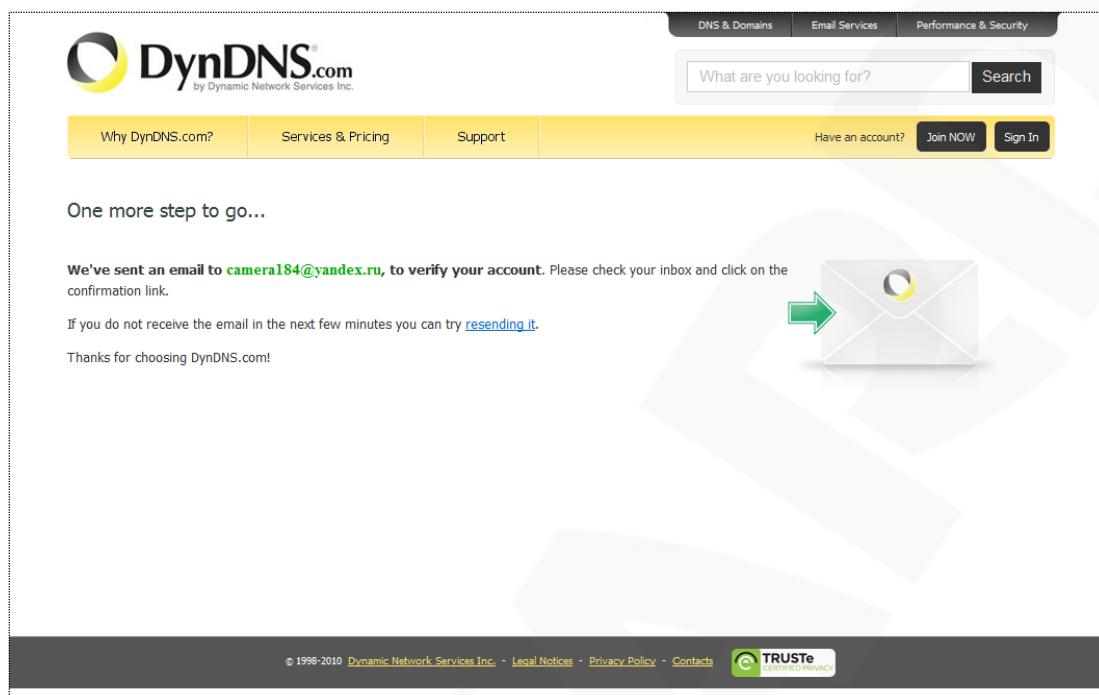 DNS & Domains Email Services Performance & Security
DynDNS.com
by Dynamic Network Services Inc.
What are you looking for? Search
Why DynDNS.com? Services & Pricing Support Have an account? Join NOW Sign In
One more step to go...
We've sent an email to camera184@yandex.ru, to verify your account. Please check your inbox and click on the
confirmation link.
If you do not receive the email in the next few minutes you can try resending it.
Thanks for choosing DynDNS.com!
© 1998-2010 Dynamic Network Services Inc. - Legal Notices - Privacy Policy - Contacts TRUSTe
CERTIFIED PRIVACY